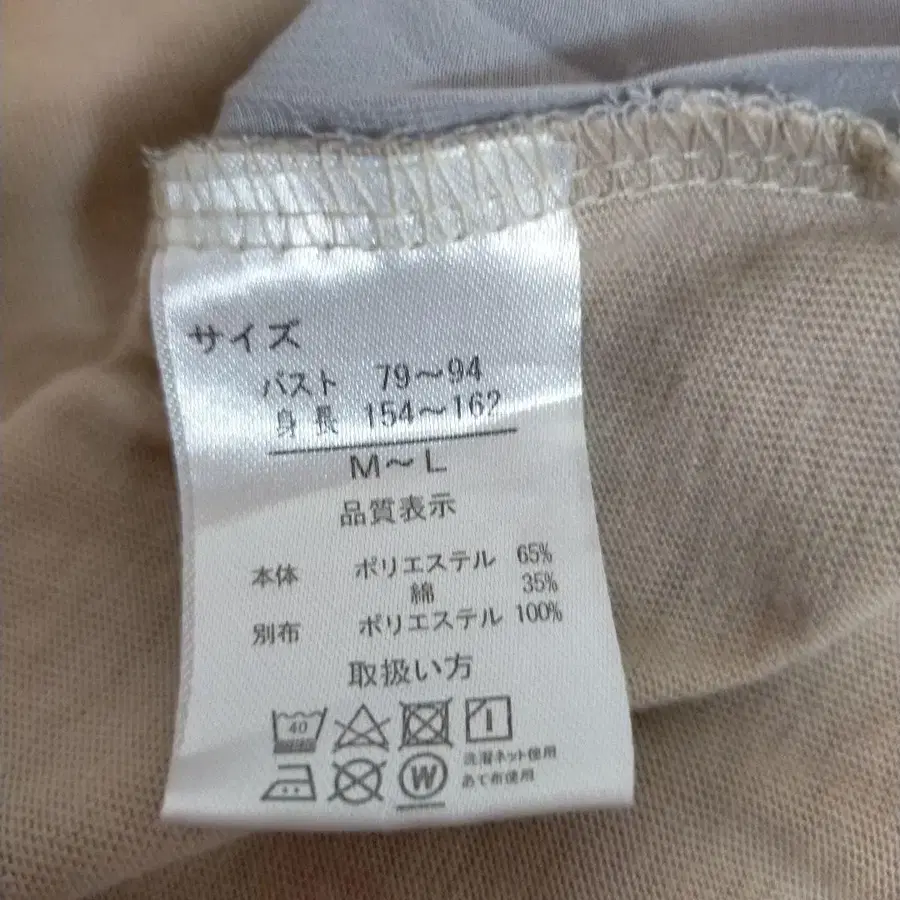 サイズ
バスト 79～94
身長 154～162
M～L
品質表示
本体 ポリエステル 65%
綿 35%
別布 ポリエステル 100%
取扱い方
40
W
洗濯ネット使用
あて布使用